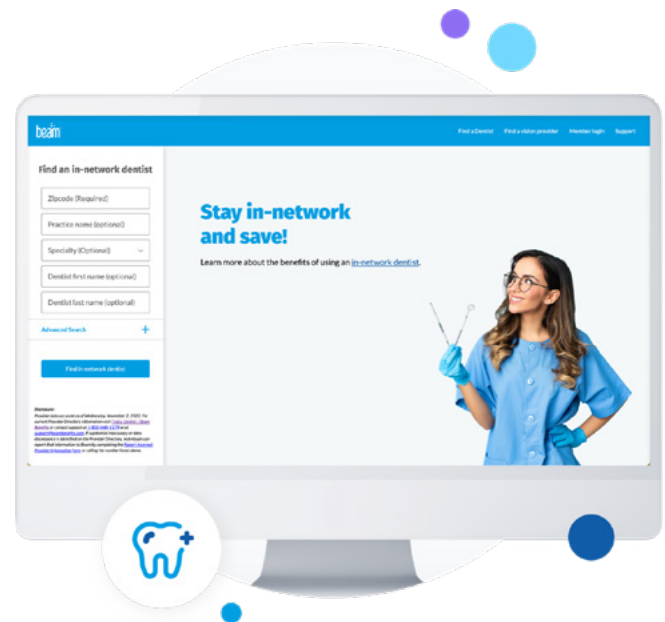 beam
Find a Dentist Find a vision provider Member login Support
Find an in-network dentist
Zipcode (Required)
Practice name (optional)
Specialty (Optional)
Dentist first name (optional)
Dentist last name (optional)
Advanced Search +
Find in-network dentist
Stay in-network
and save!
Learn more about the benefits of using an in-network dentist.
Disclosure: